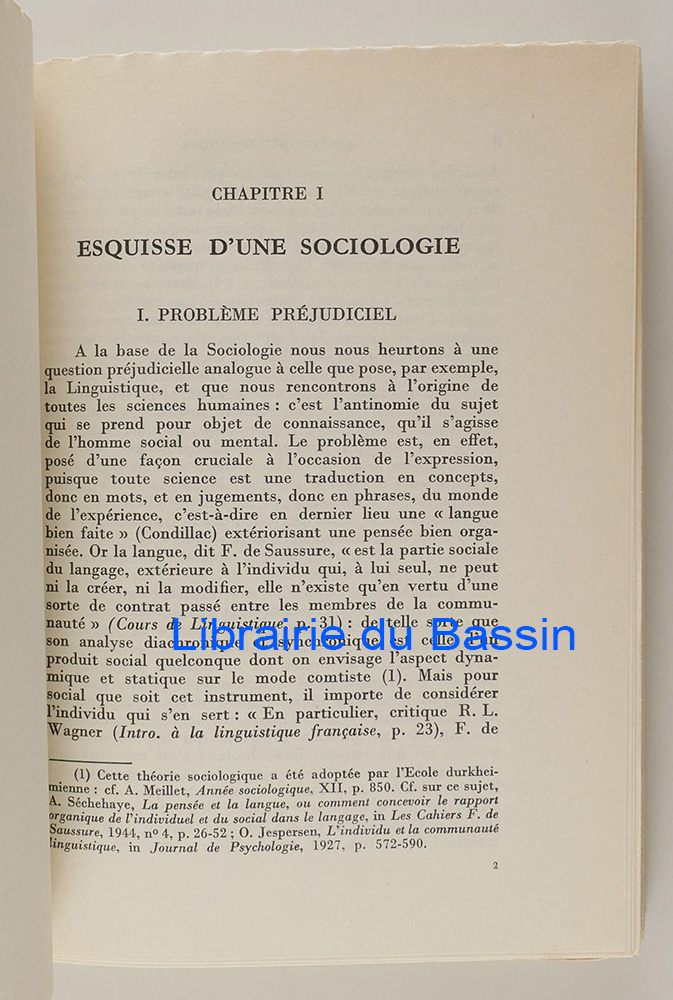 CHAPITRE I
ESQUISSE D'UNE SOCIOLOGIE
I. PROBLÈME PRÉJUDICIEL
A la base de la Sociologie nous nous heurtons à une
question préjudicielle analogue à celle que pose, par exemple,
la Linguistique, et que nous rencontrons à l'origine de
toutes les sciences humaines : c'est l'antinomie du sujet
qui se prend pour objet de connaissance, qu'il s'agisse
de l'homme social ou mental. Le problème est, en effet,
posé d'une façon cruciale à l'occasion de l'expression,
puisque toute science est une traduction en concepts,
donc en mots, et en jugements, donc en phrases, du monde
de l'expérience, c'est-à-dire en dernier lieu une « langue
bien faite » (Condillac) extériorisant une pensée bien orga-
nisée. Or la langue, dit F. de Saussure, « est la partie sociale
du langage, extérieure à l'individu qui, à lui seul, ne peut
ni la créer, ni la modifier, elle n'existe qu'en vertu d'une
sorte de contrat passé entre les membres de la commu-
nauté » (Cours de Linguistique, p. 31) : de telle sorte que
son analyse diachronique synchronique est celle d'un
Librairie du Bassin
produit social quelconque dont on envisage l'aspect dyna-
mique et statique sur le mode comtiste (1). Mais pour
social que soit cet instrument, il importe de considérer
l'individu qui s'en sert : « En particulier, critique R. L.
Wagner (Intro. à la linguistique française, p. 23), F. de
(1) Cette théorie sociologique a été adoptée par l'Ecole durkhei-
mienne : cf. A. Meillet, Année sociologique, XII, p. 850. Cf. sur ce sujet,
A. Séchehaye, La pensée et la langue, ou comment concevoir le rapport
organique de l'individuel et du social dans le langage, in Les Cahiers F. de
Saussure, 1944, nº 4, p. 26-52 ; O. Jespersen, L'individu et la communauté
linguistique, in Journal de Psychologie, 1927, p. 572-590.
2